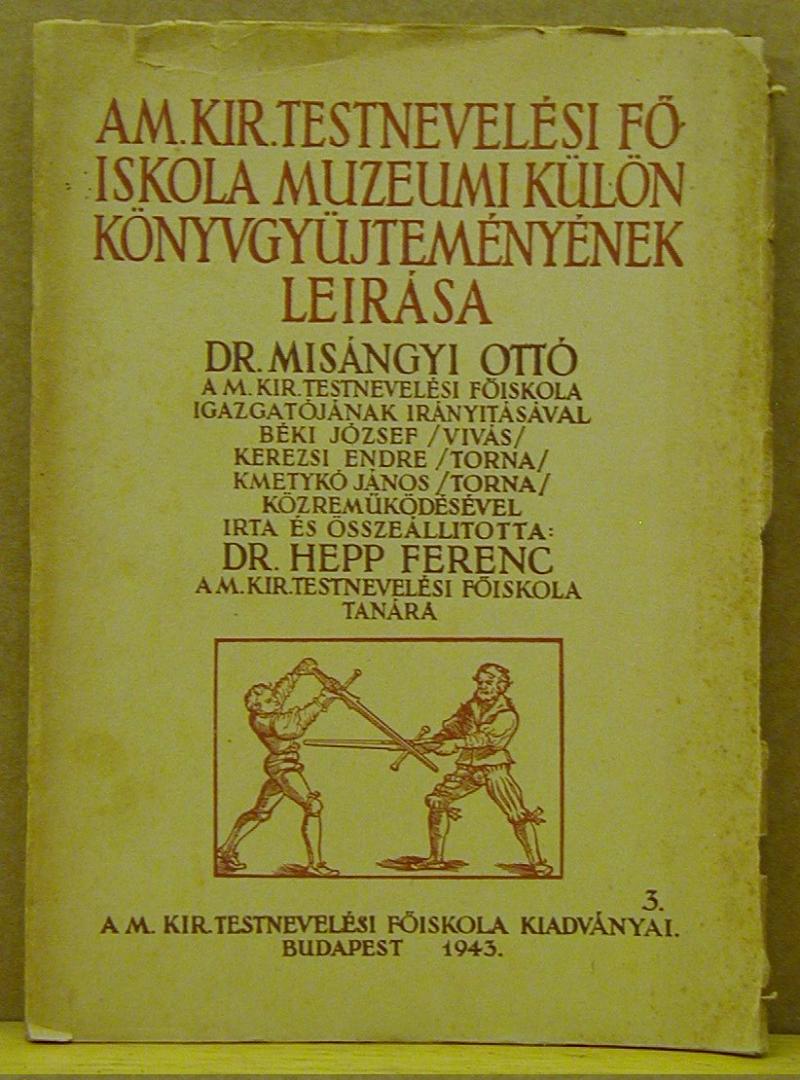 A M. KIR. TESTNEVELÉSI FŐ-
ISKOLA MUZEUMI KÜLÖN
KÖNYVGYÜJTEMÉNYÉNEK
LEIRÁSA
DR. MISÁNGYI OTTÓ
A M. KIR. TESTNEVELÉSI FŐISKOLA
IGAZGATÓJÁNAK IRÁNYITÁSÁVAL
BÉKI JÓZSEF /VIVÁS/
KEREZSI ENDRE /TORNA/
KMETYKÓ JÁNOS /TORNA/
KÖZREMŰKÖDÉSÉVEL
IRTA ÉS ÖSSZEÁLLITOTTA:
DR. HEPP FERENC
A M. KIR. TESTNEVELÉSI FŐISKOLA
TANÁRA
3.
A M. KIR. TESTNEVELÉSI FŐISKOLA KIADVÁNYAI.
BUDAPEST 1943.